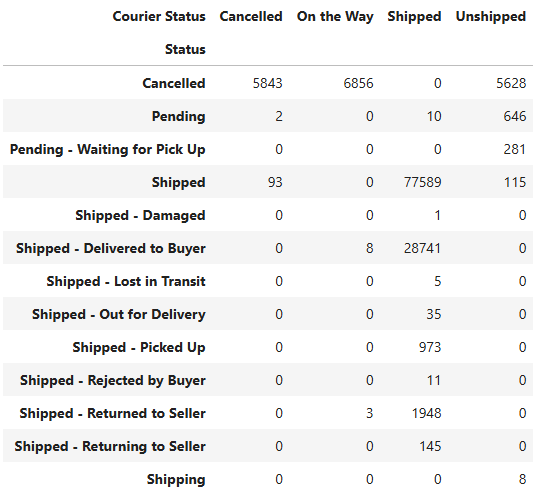 Courier Status Cancelled On the Way Shipped Unshipped
Status
Cancelled 5843 6856 0 5628
Pending 2 0 10 646
Pending - Waiting for Pick Up 0 0 0 281
Shipped 93 0 77589 115
Shipped - Damaged 0 0 1 0
Shipped - Delivered to Buyer 0 8 28741 0
Shipped - Lost in Transit 0 0 5 0
Shipped - Out for Delivery 0 0 35 0
Shipped - Picked Up 0 0 973 0
Shipped - Rejected by Buyer 0 0 11 0
Shipped - Returned to Seller 0 3 1948 0
Shipped - Returning to Seller 0 0 145 0
Shipping 0 0 0 8